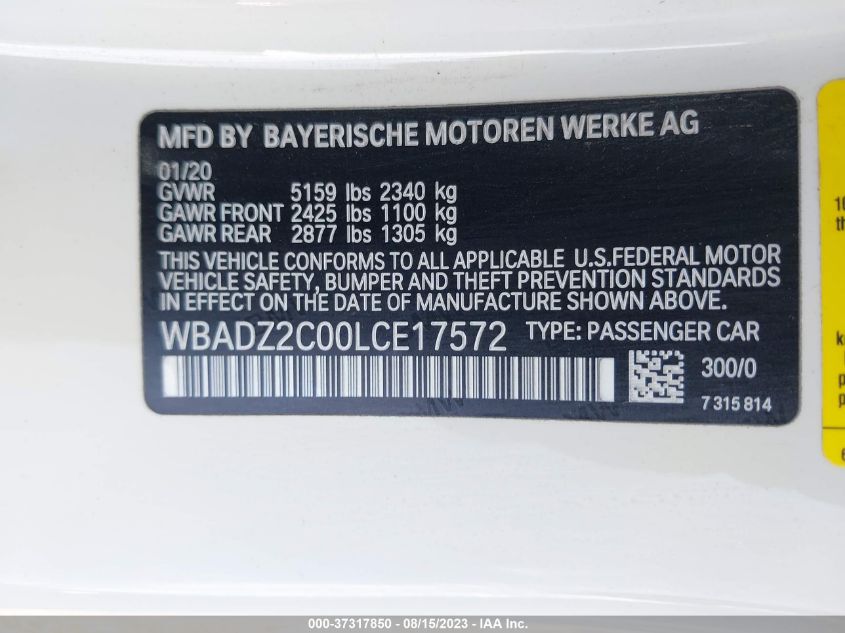 MFD BY BAYERISCHE MOTOREN WERKE AG
01/20
GVWR 5159 lbs 2340 kg
GAWR FRONT 2425 lbs 1100 kg
GAWR REAR 2877 lbs 1305 kg
THIS VEHICLE CONFORMS TO ALL APPLICABLE U.S.FEDERAL MOTOR
VEHICLE SAFETY, BUMPER AND THEFT PREVENTION STANDARDS
IN EFFECT ON THE DATE OF MANUFACTURE SHOWN ABOVE.
WBADZ2C00LCE17572 TYPE: PASSENGER CAR
300/0
7 315 814
000-37317850 - 08/15/2023 - IAA Inc.